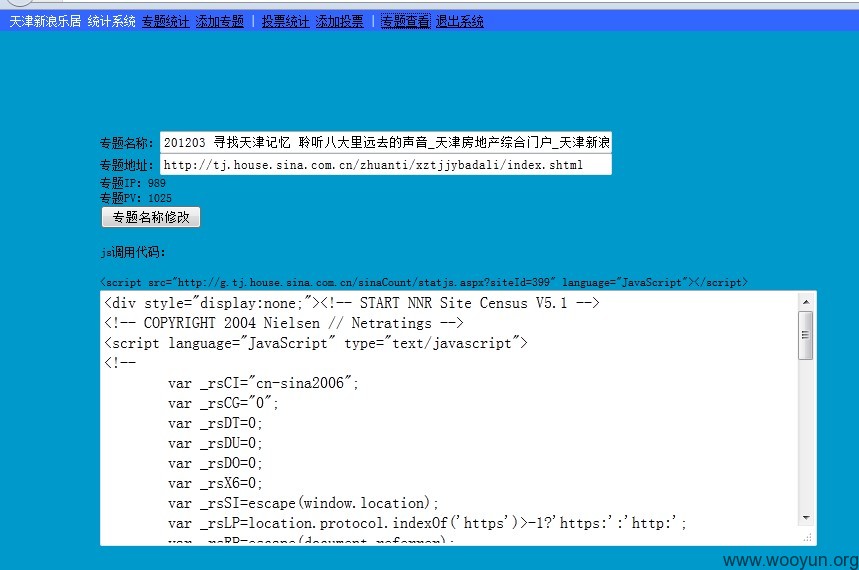 天津新浪乐居 统计系统 专题统计 添加专题 | 投票统计 添加投票 | 专题查看 退出系统
专题名称: 201203 寻找天津记忆 聆听八大里远去的声音_天津房地产综合门户_天津新浪
专题地址: http://tj.house.sina.com.cn/zhuanti/xztjjybadali/index.shtml
专题IP: 989
专题PV: 1025
专题名称修改
js调用代码:
<script src="http://g.tj.house.sina.com.cn/sinaCount/statjs.aspx?siteId=399" language="JavaScript"></script>
<div style="display:none;"><!-- START NNR Site Census V5.1 -->
<!-- COPYRIGHT 2004 Nielsen // Netratings -->
<script language="JavaScript" type="text/javascript">
<!--
var _rsCI="cn-sina2006";
var _rsCG="0";
var _rsDT=0;
var _rsDU=0;
var _rsDO=0;
var _rsX6=0;
var _rsSI=escape(window.location);
var _rsLP=location.protocol.indexOf('https')>-1?'https:':'http:';
var _rsRP=escape(document.referrer);
www.wooyun.org